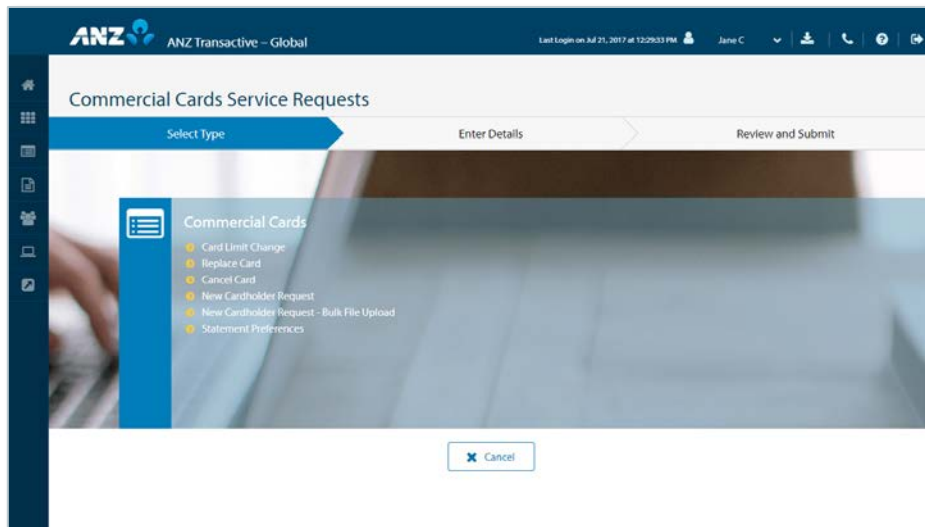 ANZ ANZ Transactive – Global
Last Login on Jul 21, 2017 at 12:29:33 PM Jane C
Commercial Cards Service Requests
Select Type Enter Details Review and Submit
Commercial Cards
Card Limit Change
Replace Card
Cancel Card
New Cardholder Request
New Cardholder Request - Bulk File Upload
Statement Preferences
Cancel